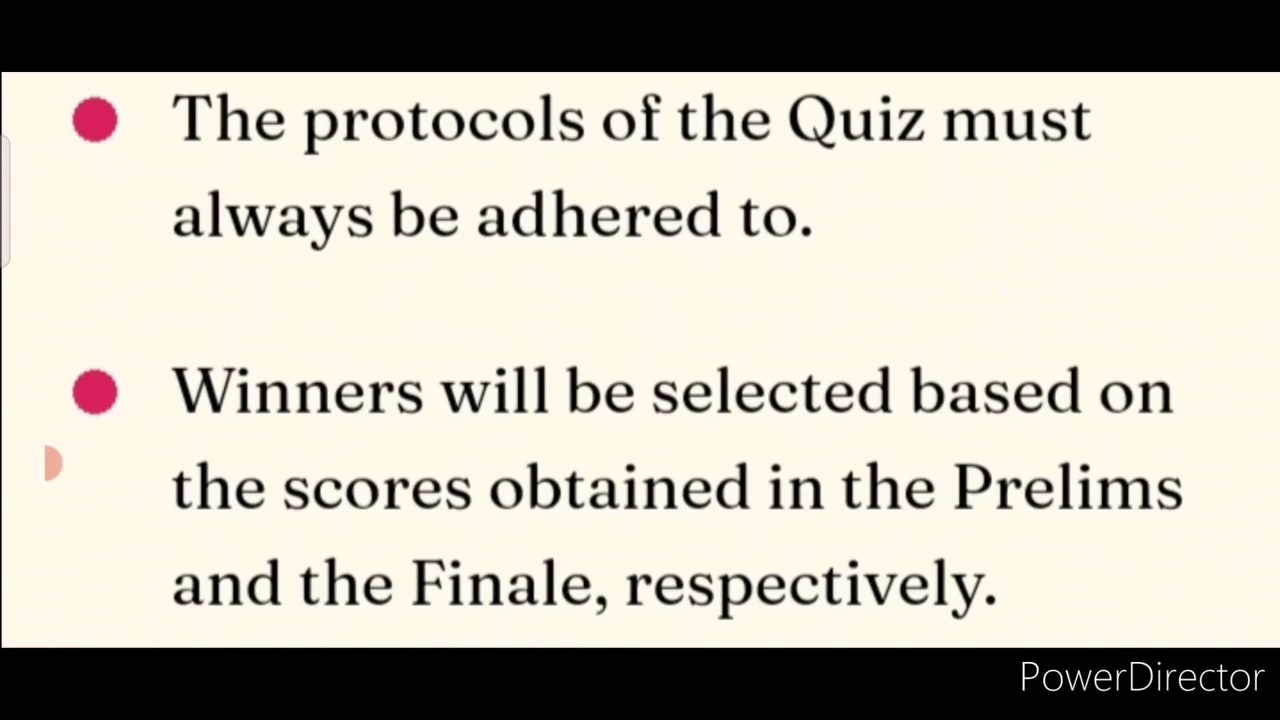 The protocols of the Quiz must
always be adhered to.
Winners will be selected based on
the scores obtained in the Prelims
and the Finale, respectively.
PowerDirector